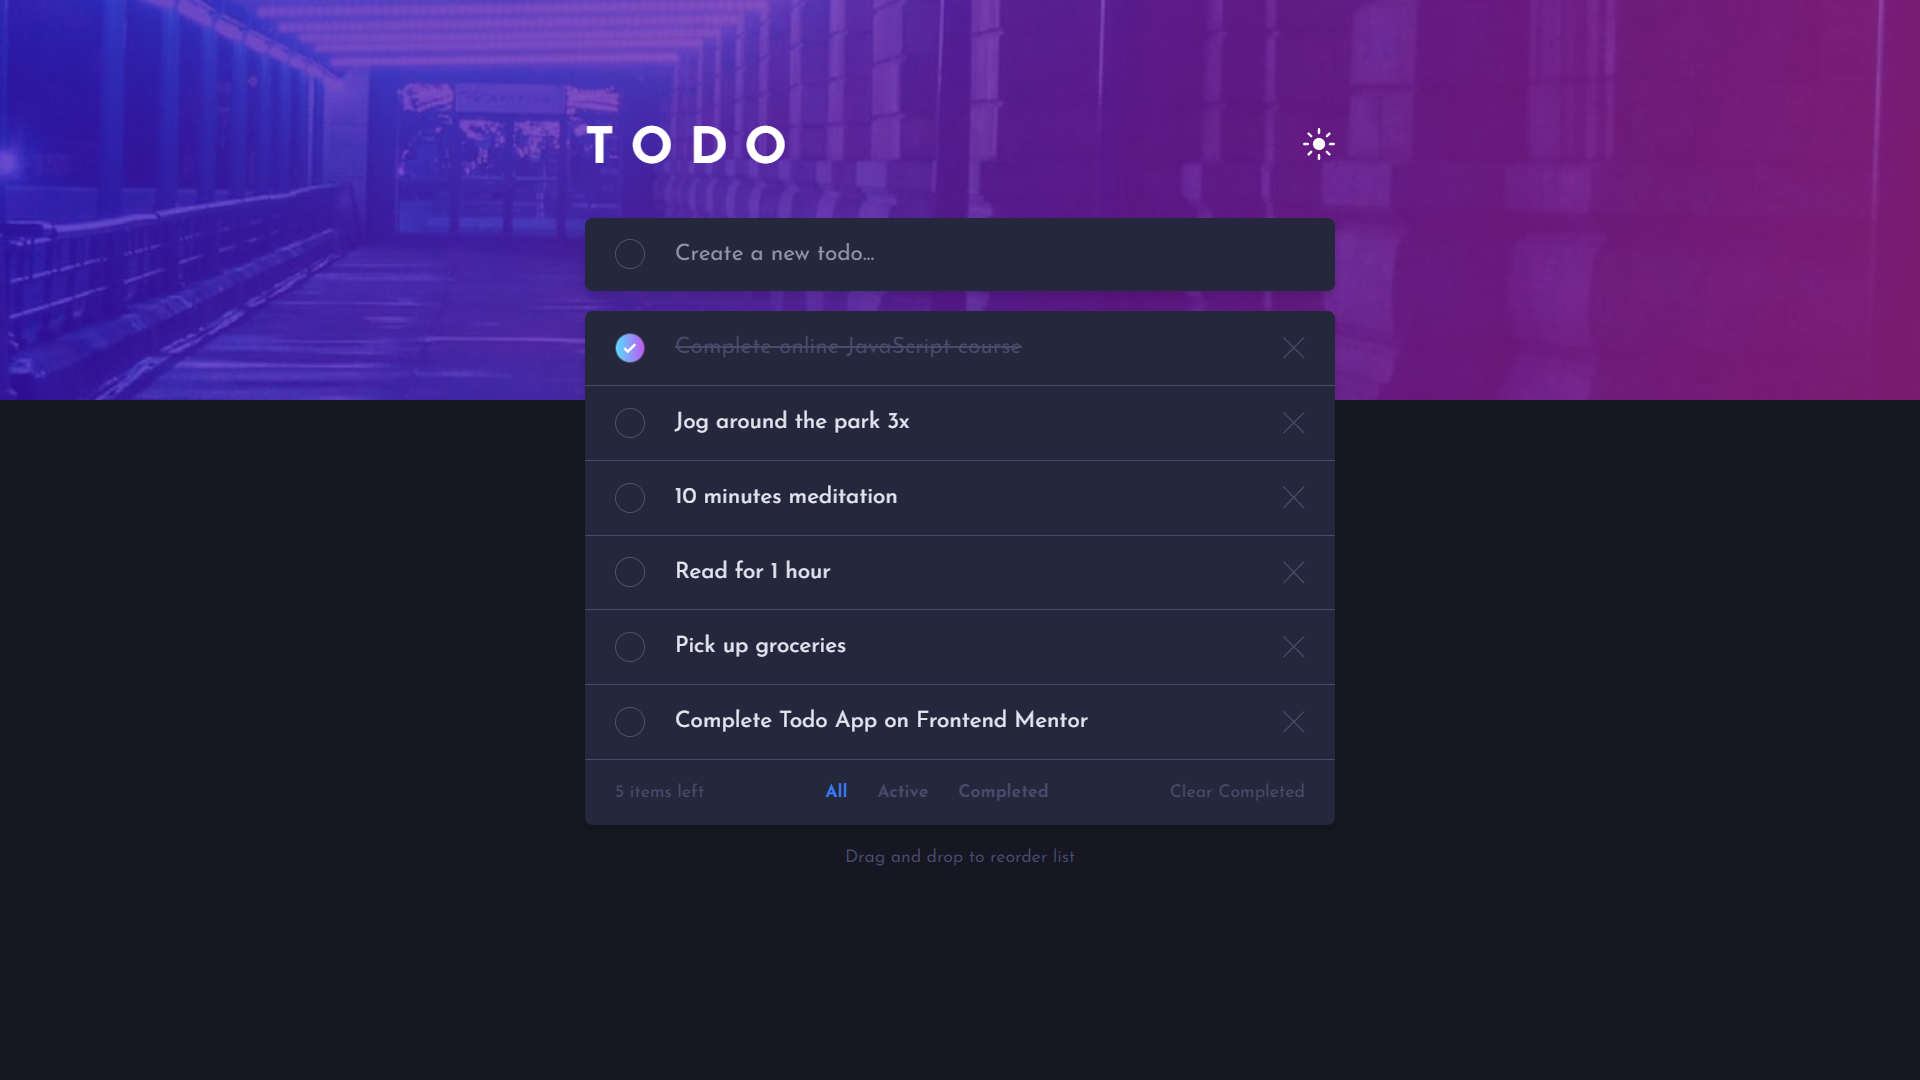 TODO
Create a new todo...
Complete online JavaScript course
Jog around the park 3x
10 minutes meditation
Read for 1 hour
Pick up groceries
Complete Todo App on Frontend Mentor
5 items left All Active Completed Clear Completed
Drag and drop to reorder list